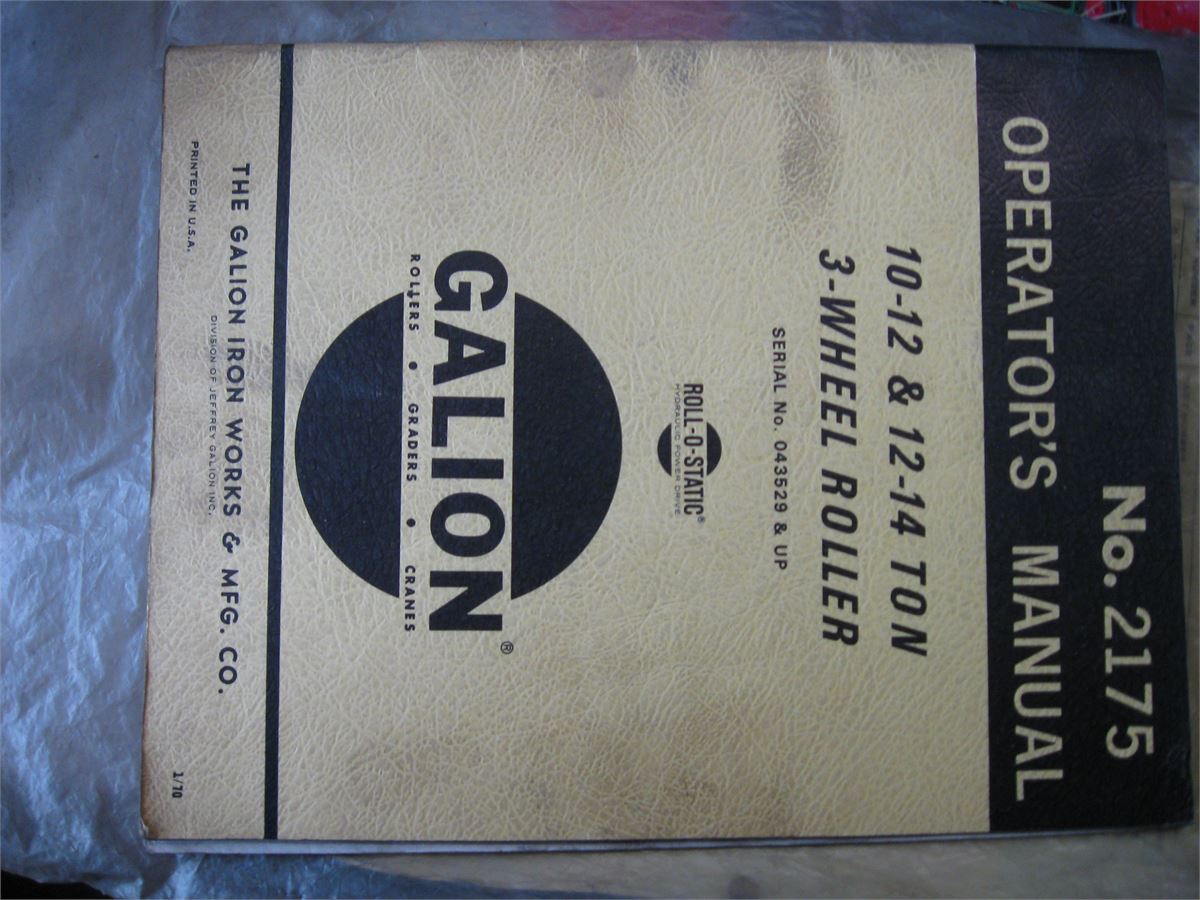 No. 2175
OPERATOR'S MANUAL
10-12 & 12-14 TON
3-WHEEL ROLLER
SERIAL No. 043529 & UP
ROLL-O-STATIC®
HYDRAULIC POWER DRIVE
GALION®
ROLLERS • GRADERS • CRANES
THE GALION IRON WORKS & MFG. CO.
DIVISION OF JEFFREY GALION INC.
PRINTED IN U.S.A.
1/70